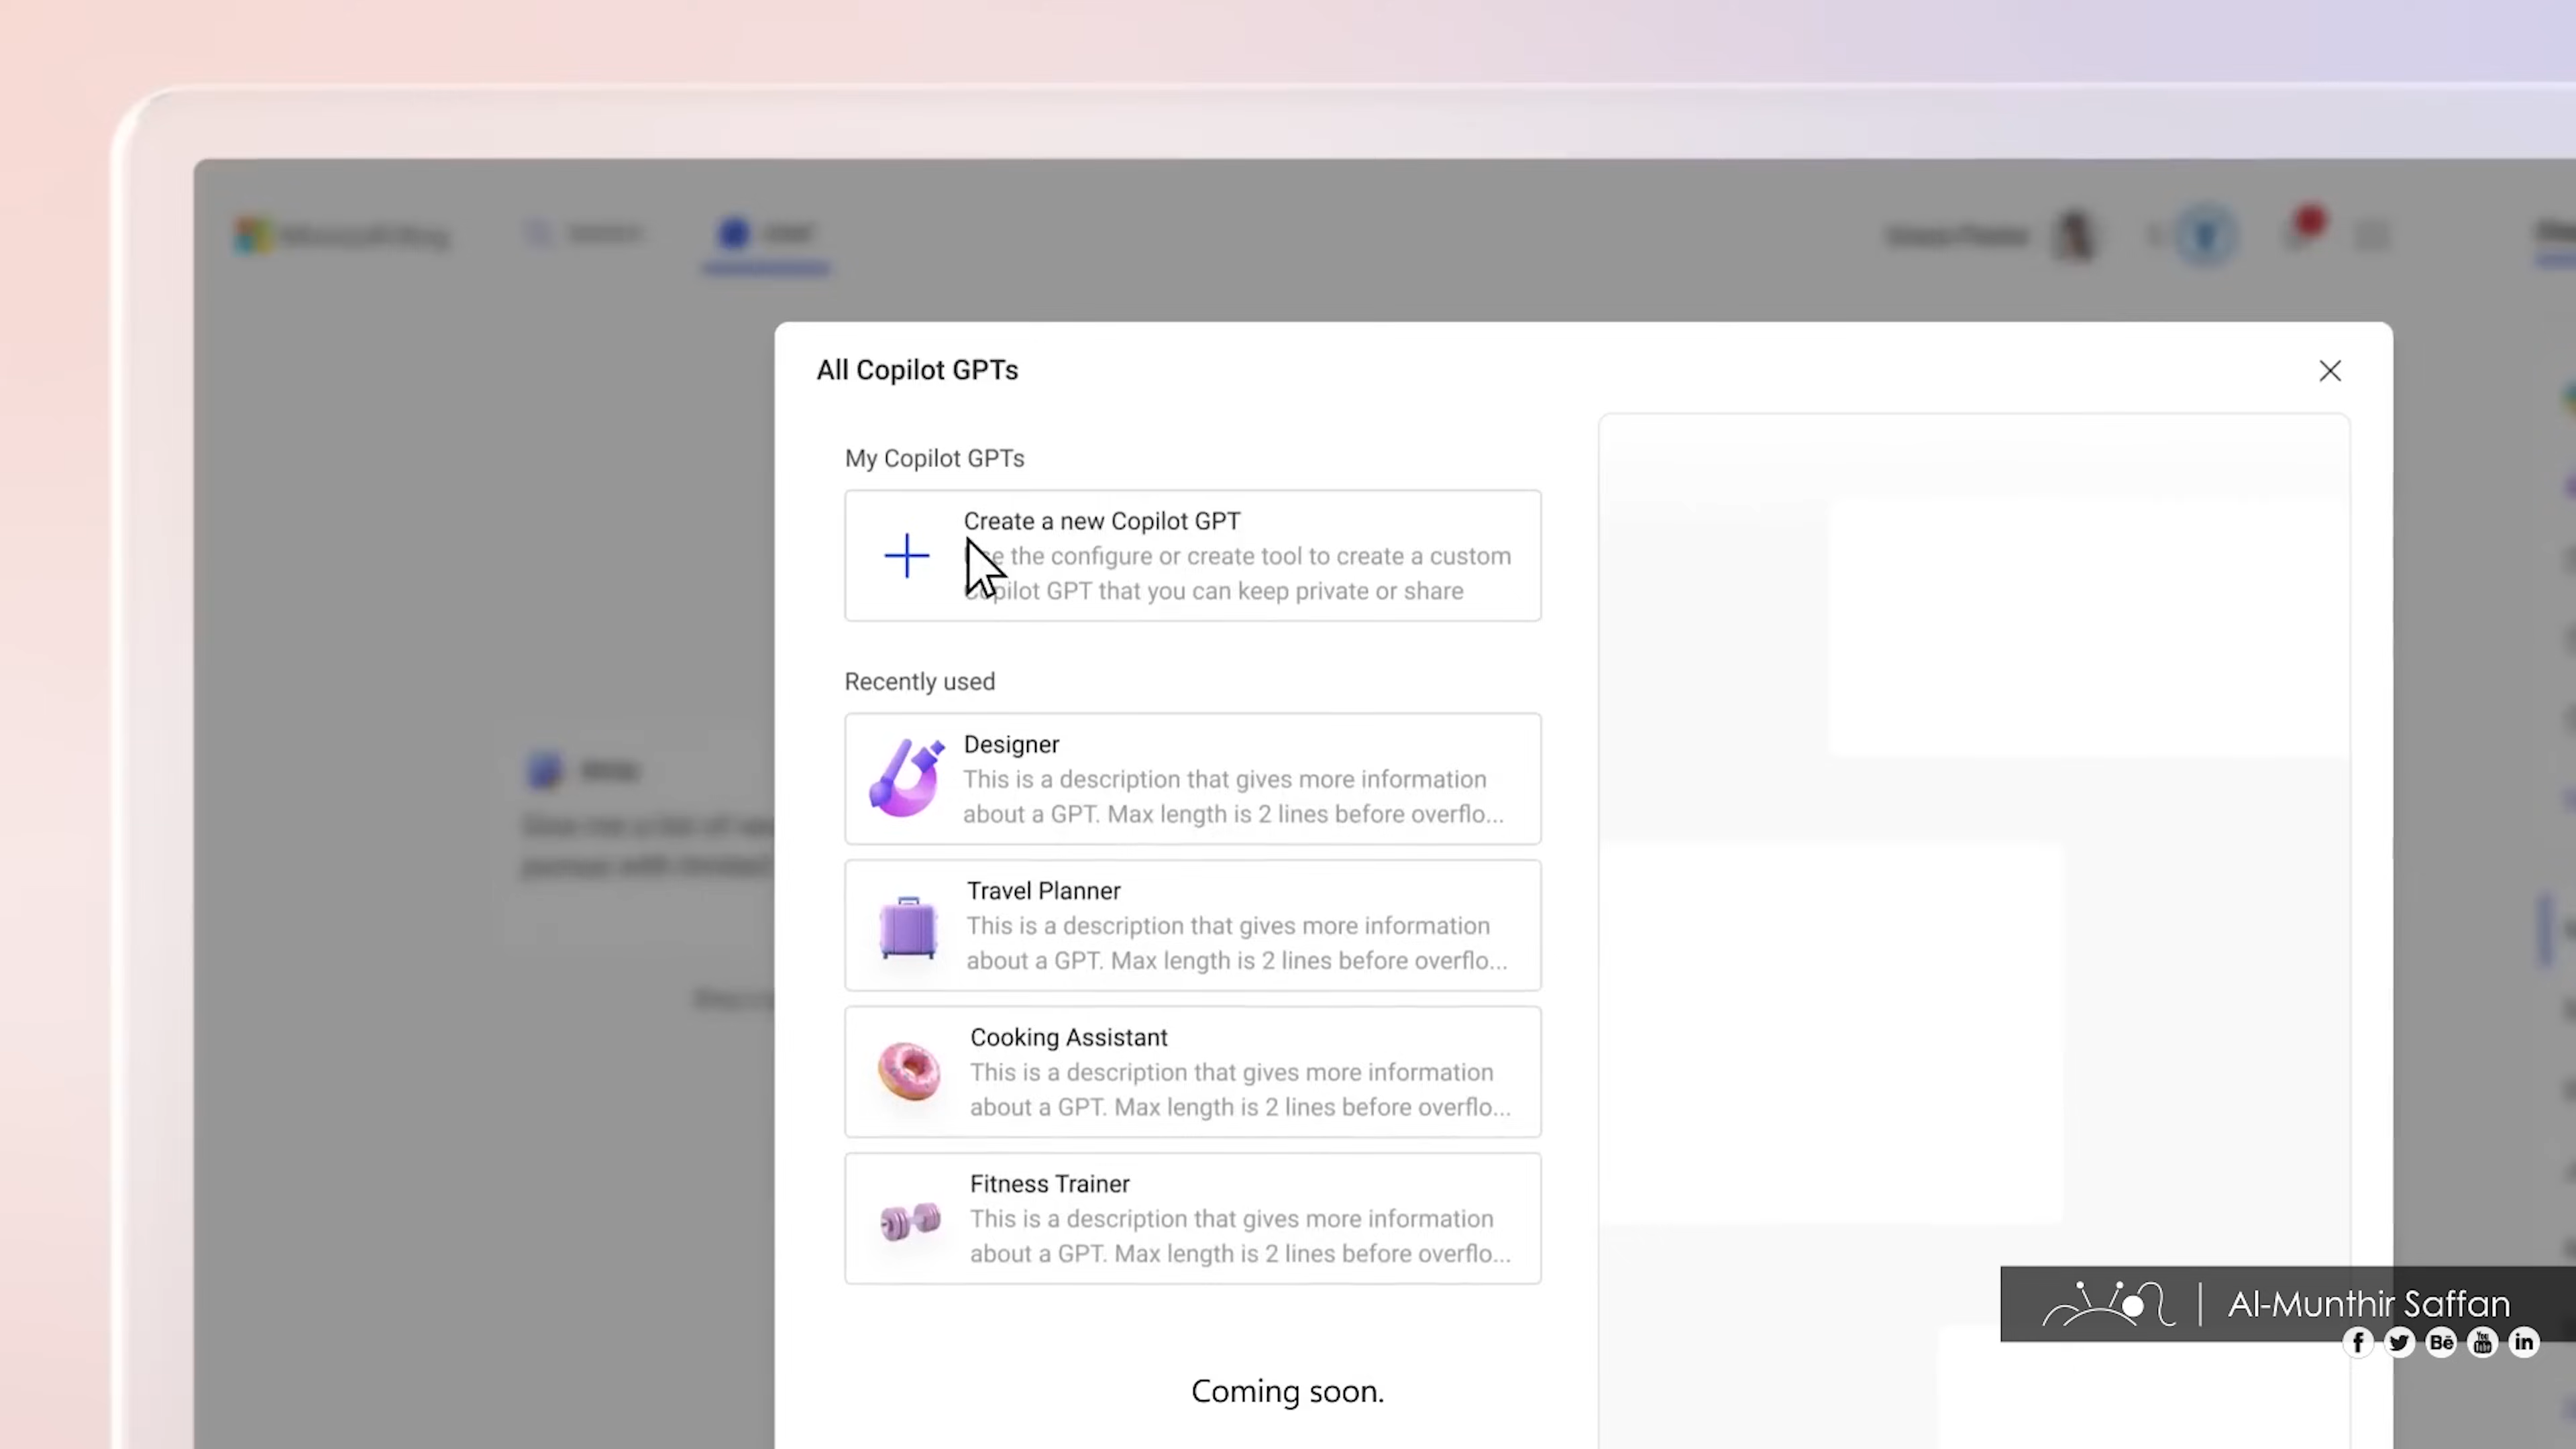 All Copilot GPTs
My Copilot GPTs
Create a new Copilot GPT
the configure or create tool to create a custom
Copilot GPT that you can keep private or share
Recently used
Designer
This is a description that gives more information
about a GPT. Max length is 2 lines before overflo...
Travel Planner
This is a description that gives more information
about a GPT. Max length is 2 lines before overflo...
Cooking Assistant
This is a description that gives more information
about a GPT. Max length is 2 lines before overflo...
Fitness Trainer
This is a description that gives more information
about a GPT. Max length is 2 lines before overflo...
Al-Munthir Saffan
Coming soon.